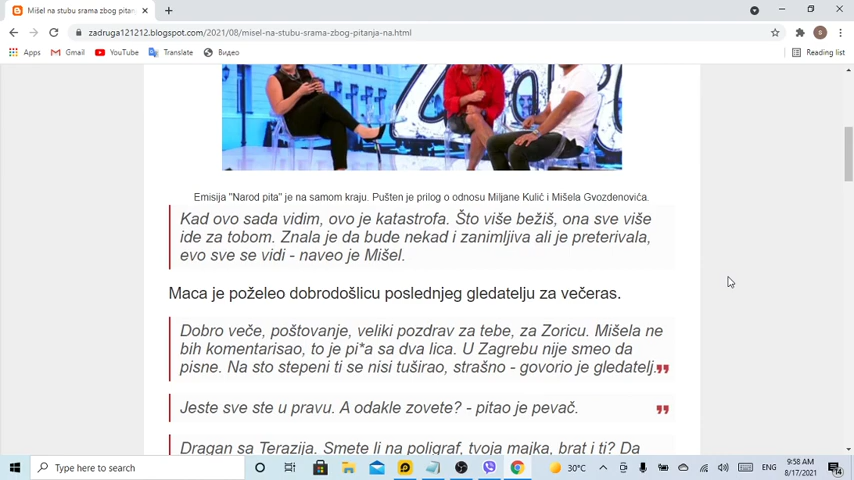 Mišel na stubu srama zbog pitanj
zadruga121212.blogspot.com/2021/08/misel-na-stubu-srama-zbog-pitanja-na.html
Apps Gmail YouTube Translate Видео Reading list
Emisija "Narod pita" je na samom kraju. Pušten je prilog o odnosu Miljane Kulić i Mišela Gvozdenovića.
Kad ovo sada vidim, ovo je katastrofa. Što više bežiš, ona sve više
ide za tobom. Znala je da bude nekad i zanimljiva ali je preterivala,
evo sve se vidi - naveo je Mišel.
Maca je poželeo dobrodošlicu poslednjeg gledatelju za večeras.
Dobro veče, poštovanje, veliki pozdrav za tebe, za Zoricu. Mišela ne
bih komentarisao, to je pi*a sa dva lica. U Zagrebu nije smeo da
pisne. Na sto stepeni ti se nisi tuširao, strašno - govorio je gledatelj.
Jeste sve ste u pravu. A odakle zovete? - pitao je pevač.
Dragan sa Terazija. Smete li na poligraf, tvoja majka, brat i ti? Da
Type here to search
30°C
ENG
9:58 AM
8/17/2021
14